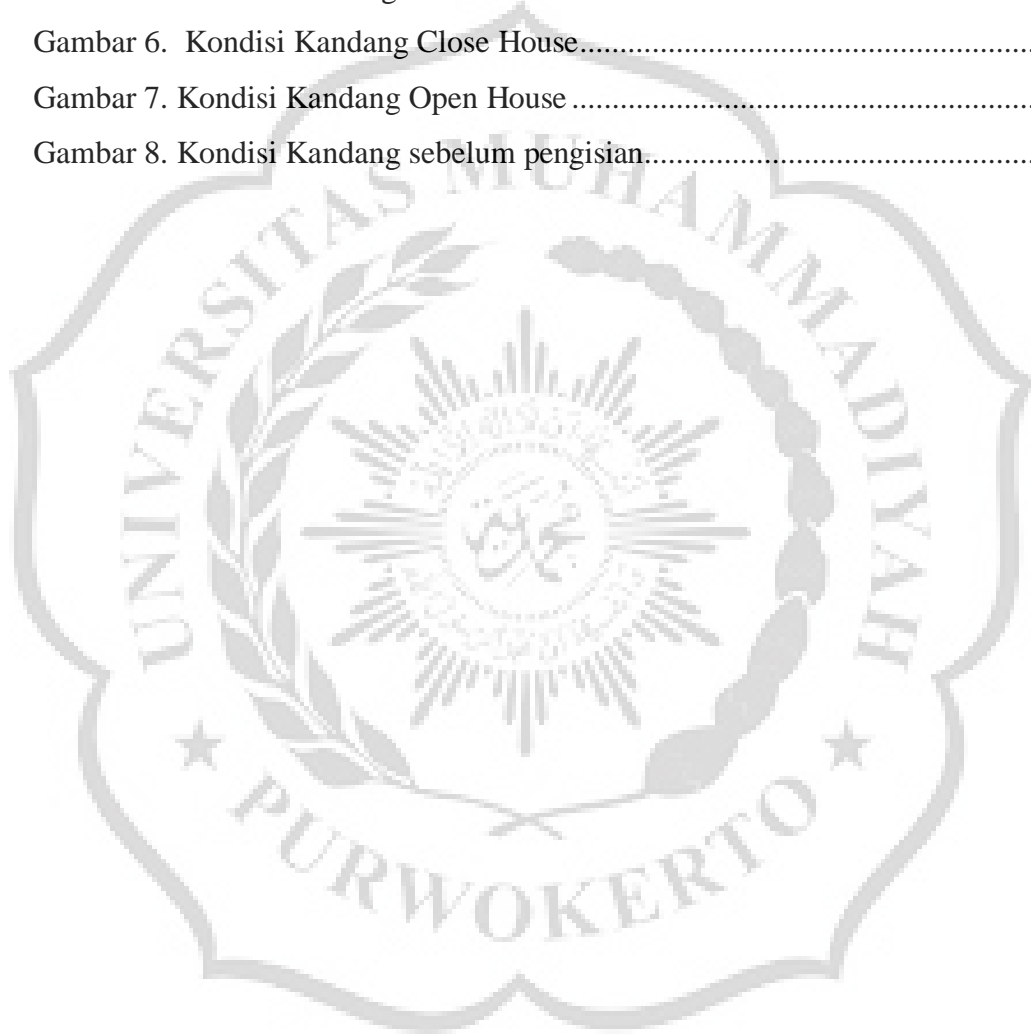 Gambar 6.  Kondisi Kandang Close House..........................................................
Gambar 7. Kondisi Kandang Open House..........................................................
Gambar 8. Kondisi Kandang sebelum pengisian.................................................
UNIVERSITAS MUHAMMADIYAH
★ PURWOKERTO ★